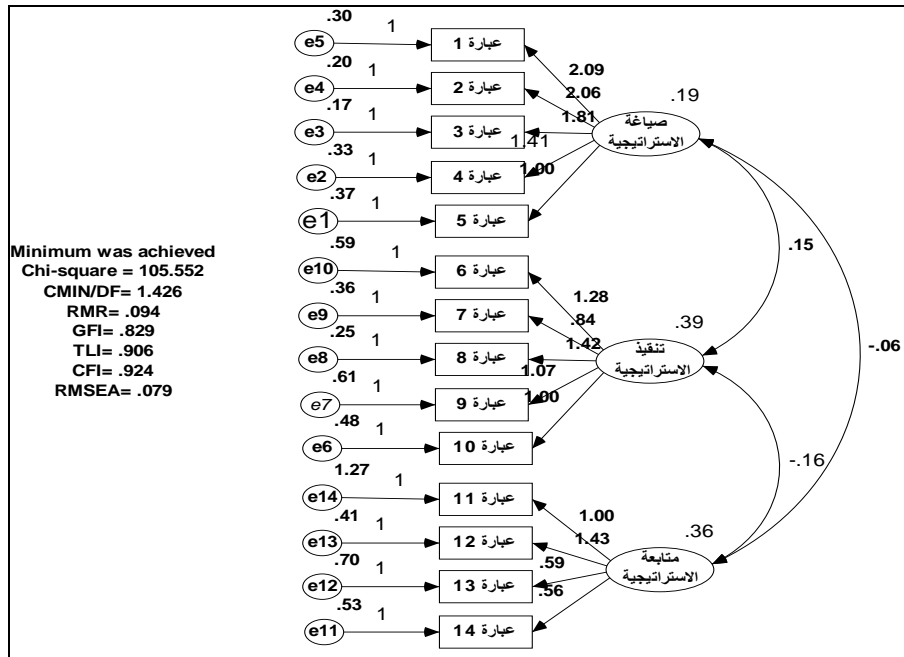 .30
e5
1
عبارة 1
.20
e4
1
عبارة 2
.17
e3
1
عبارة 3
.33
e2
1
عبارة 4
.37
e1
1
عبارة 5
2.09
2.06
1.81
1.41
1.00
.19
صياغة
الاستراتيجية
Minimum was achieved
Chi-square = 105.552
CMIN/DF= 1.426
RMR= .094
GFI= .829
TLI= .906
CFI= .924
RMSEA= .079
.59
e10
1
عبارة 6
.36
e9
1
عبارة 7
.25
e8
1
عبارة 8
.61
e7
1
عبارة 9
.48
e6
1
عبارة 10
1.28
.84
1.42
1.07
1.00
.39
تنقيذ
الاستراتيجية
.15
-.06
-.16
1.27
e14
1
عبارة 11
.41
e13
1
عبارة 12
.70
e12
1
عبارة 13
.53
e11
1
عبارة 14
1.00
1.43
.59
.56
.36
متابعة
الاستراتيجية